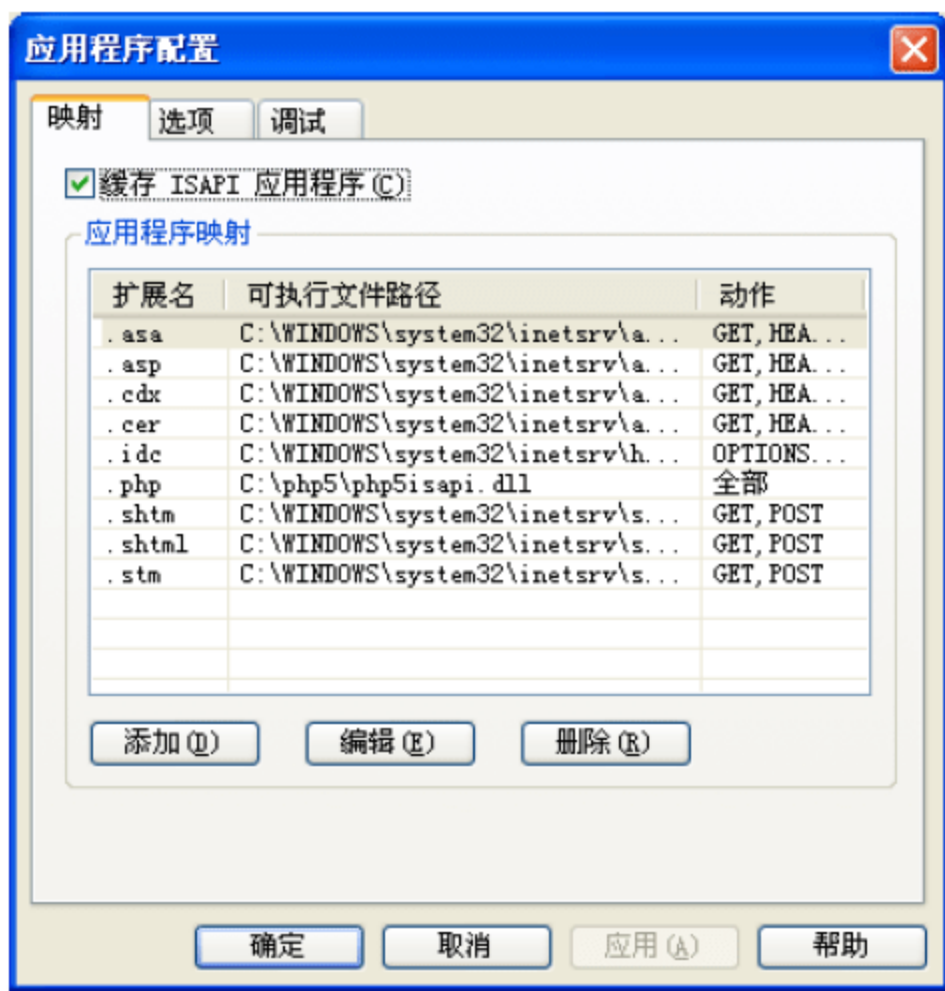 应用程序配置
映射 选项 调试
缓存 ISAPI 应用程序(C)
应用程序映射
扩展名 可执行文件路径 动作
.asa C:\WINDOWS\system32\inetsrv\a... GET,HEA...
.asp C:\WINDOWS\system32\inetsrv\a... GET,HEA...
.cdx C:\WINDOWS\system32\inetsrv\a... GET,HEA...
.cer C:\WINDOWS\system32\inetsrv\a... GET,HEA...
.idc C:\WINDOWS\system32\inetsrv\h... OPTIONS...
.php C:\php5\php5isapi.dll 全部
.shtm C:\WINDOWS\system32\inetsrv\s... GET,POST
.shtml C:\WINDOWS\system32\inetsrv\s... GET,POST
.stm C:\WINDOWS\system32\inetsrv\s... GET,POST
添加(D) 编辑(E) 删除(R)
确定 取消 应用(A) 帮助